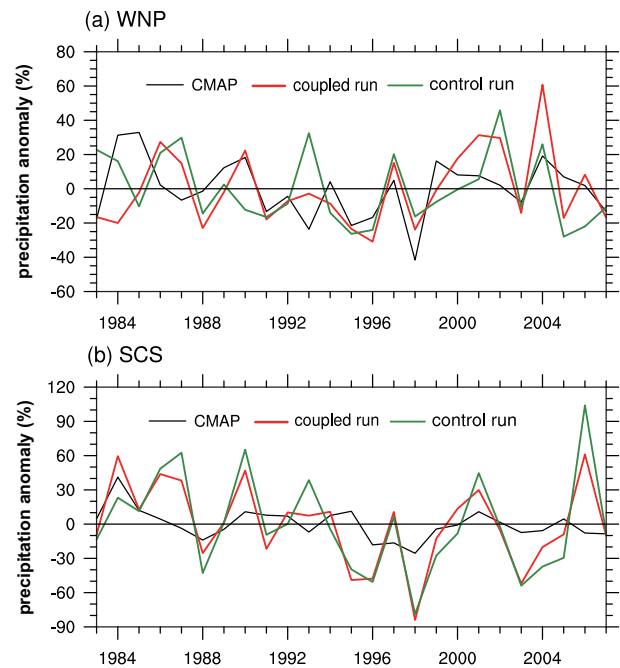 (a) WNP
precipitation anomaly (%)
80
60
40
20
0
-20
-40
-60
CMAP coupled run control run
1984 1988 1992 1996 2000 2004
(b) SCS
precipitation anomaly (%)
120
90
60
30
0
-30
-60
-90
CMAP coupled run control run
1984 1988 1992 1996 2000 2004